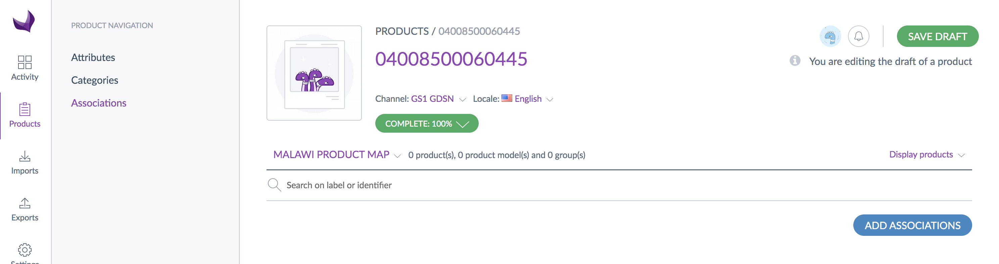 PRODUCT NAVIGATION
Attributes
Categories
Associations
Activity
Products
Imports
Exports
Settings
PRODUCTS / 04008500060445
04008500060445
SAVE DRAFT
You are editing the draft of a product
Channel: GS1 GDSN Locale: English
COMPLETE: 100%
MALAWI PRODUCT MAP 0 product(s), 0 product model(s) and 0 group(s) Display products
Search on label or identifier
ADD ASSOCIATIONS